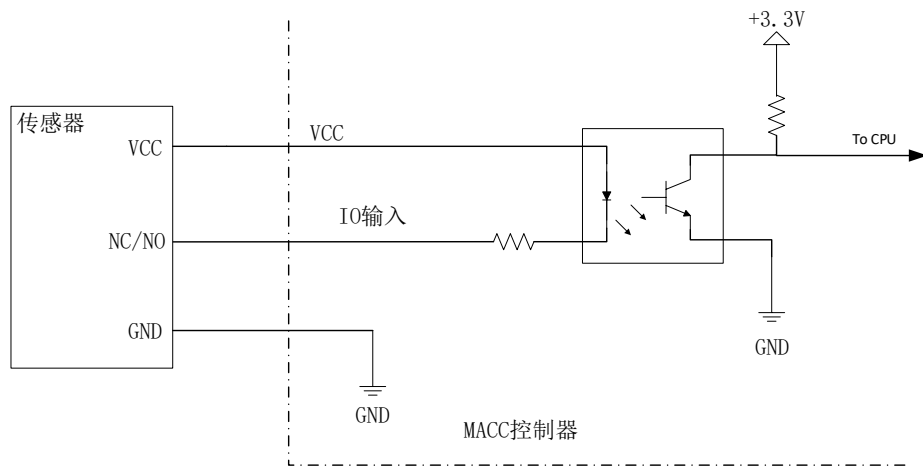 +3.3V
传感器
VCC
VCC
To CPU
NC/NO
IO输入
GND
GND
GND
MACC控制器